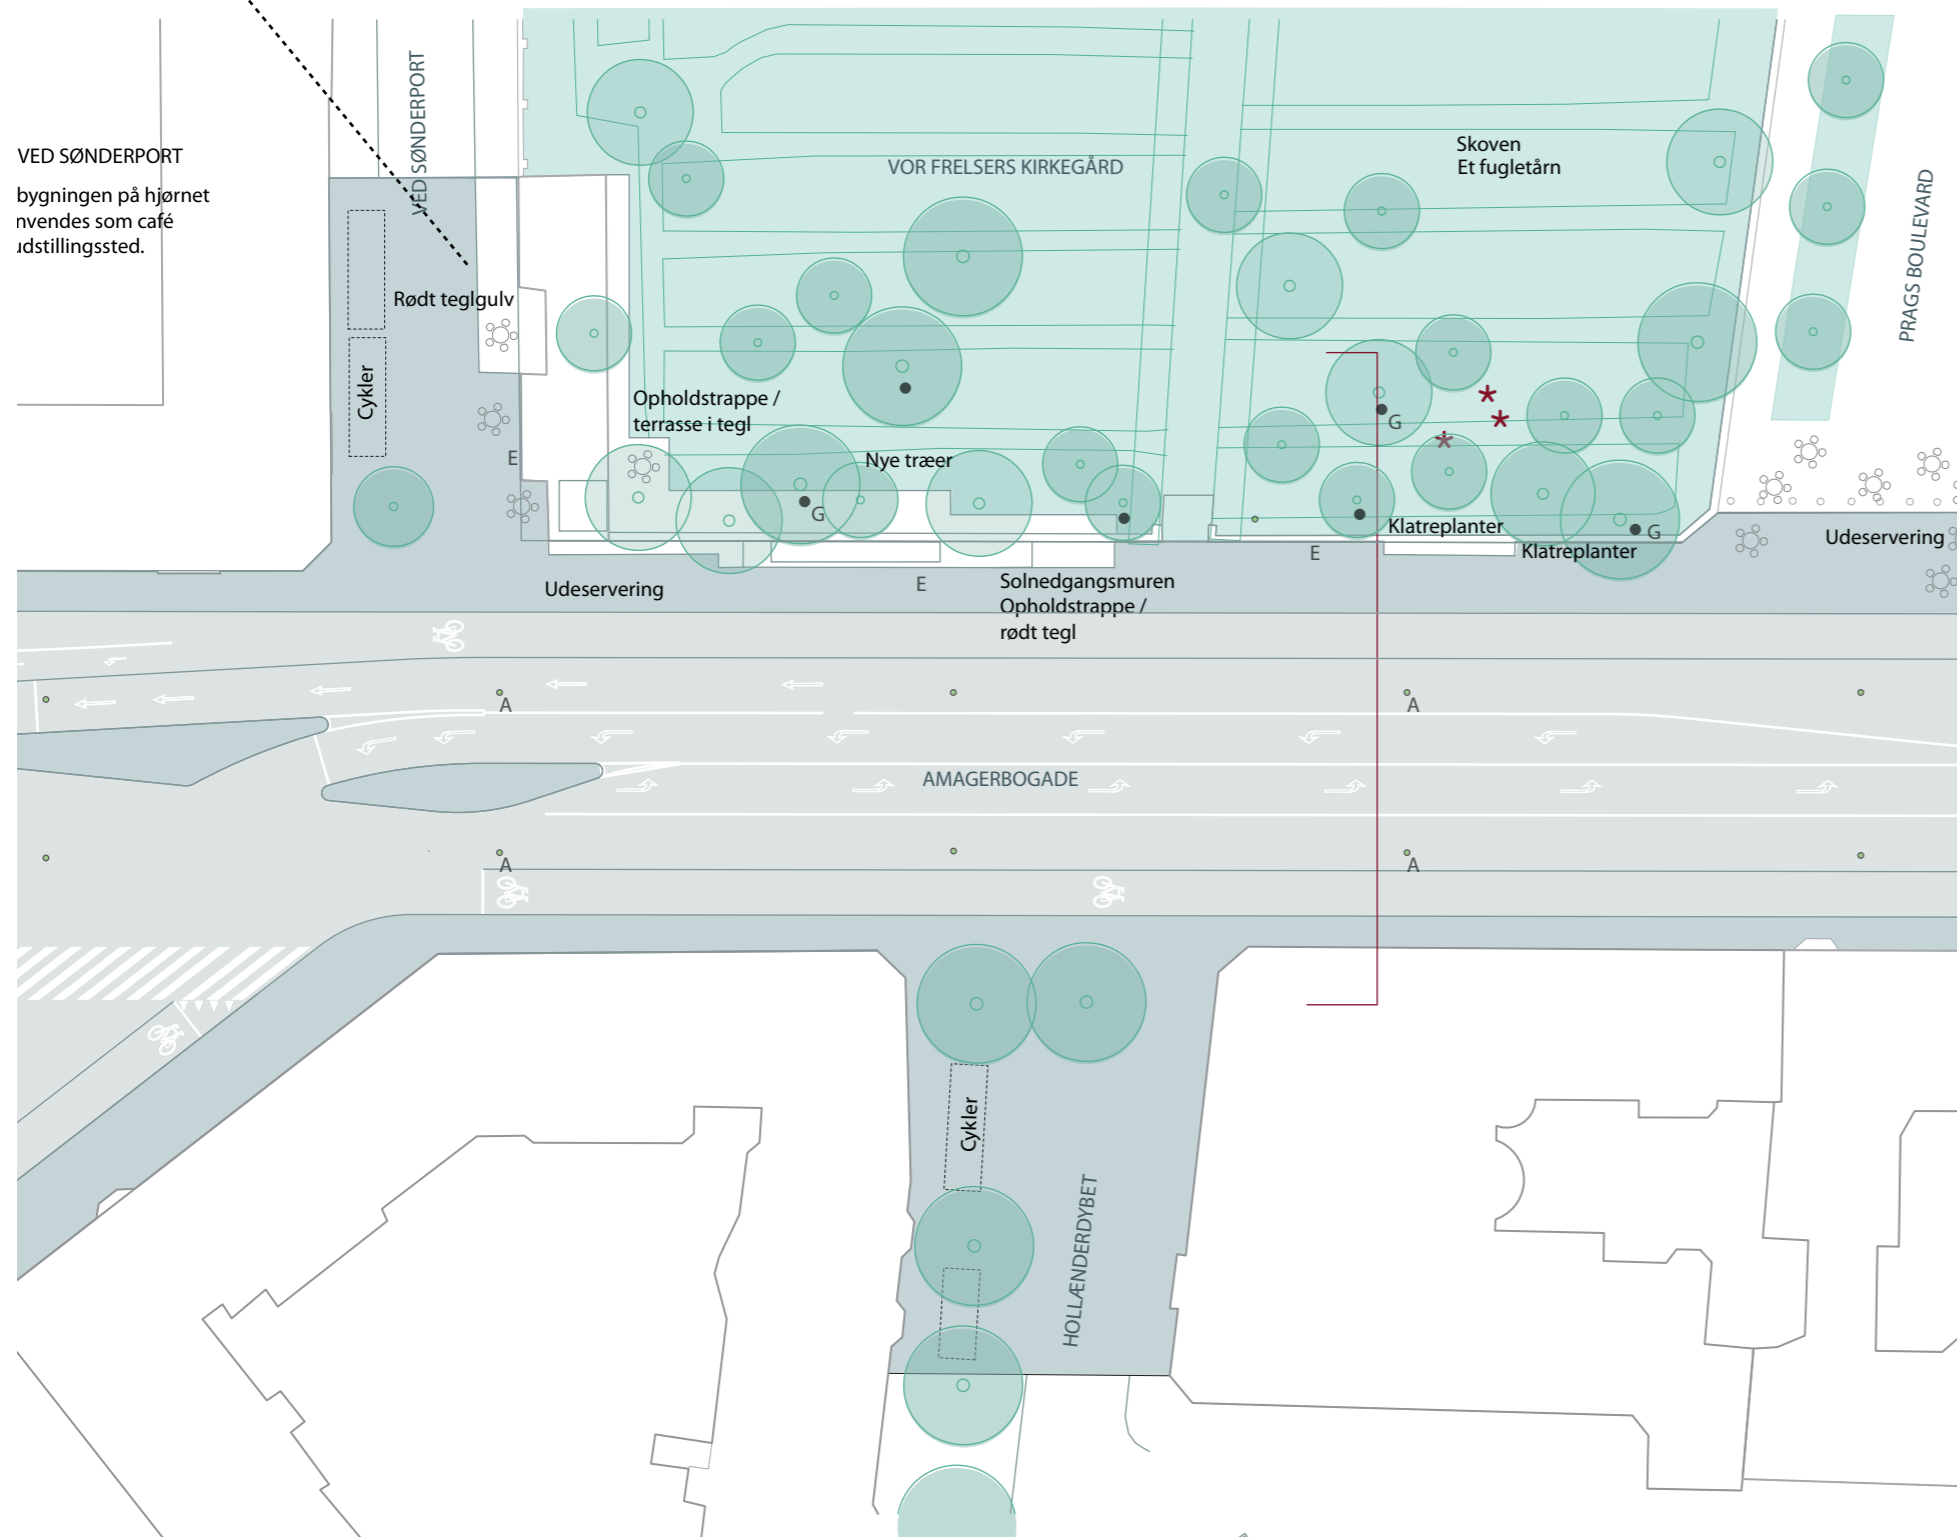 VED SØNDERPORT
bygningen på hjørnet
nvendes som café
udstillingssted.
VED SØNDERPORT
Rødt teglgulv
Cykler
E
VOR FRELSERS KIRKEGÅRD
Skoven
Et fugletårn
PRAGS BOULEVARD
Opholdstrappe /
terrasse i tegl
Nye træer
G
G
G
Klatreplanter
Klatreplanter
Udeservering
Udeservering
E
E
Solnedgangsmuren
Opholdstrappe /
rødt tegl
A
A
AMAGERBOGADE
A
A
Cykler
HOLLÆNDERDYBET